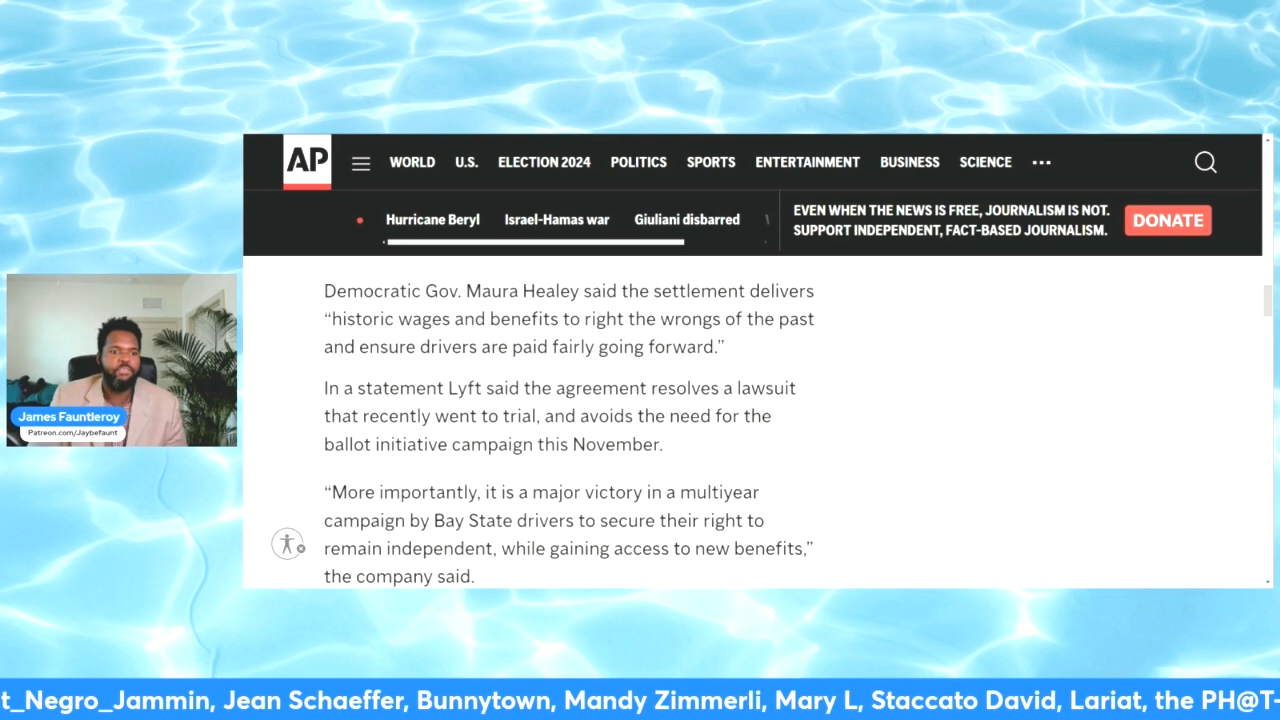 AP
WORLD U.S. ELECTION 2024 POLITICS SPORTS ENTERTAINMENT BUSINESS SCIENCE •••
Hurricane Beryl Israel-Hamas war Giuliani disbarred
EVEN WHEN THE NEWS IS FREE, JOURNALISM IS NOT.
SUPPORT INDEPENDENT, FACT-BASED JOURNALISM.
DONATE
Democratic Gov. Maura Healey said the settlement delivers
“historic wages and benefits to right the wrongs of the past
and ensure drivers are paid fairly going forward.”
In a statement Lyft said the agreement resolves a lawsuit
that recently went to trial, and avoids the need for the
ballot initiative campaign this November.
“More importantly, it is a major victory in a multiyear
campaign by Bay State drivers to secure their right to
remain independent, while gaining access to new benefits,”
the company said.
James Fauntleroy
Patreon.com/Jaybefaunt
t_Negro_Jammin, Jean Schaeffer, Bunnytown, Mandy Zimmerli, Mary L, Staccato David, Lariat, the PH@T-